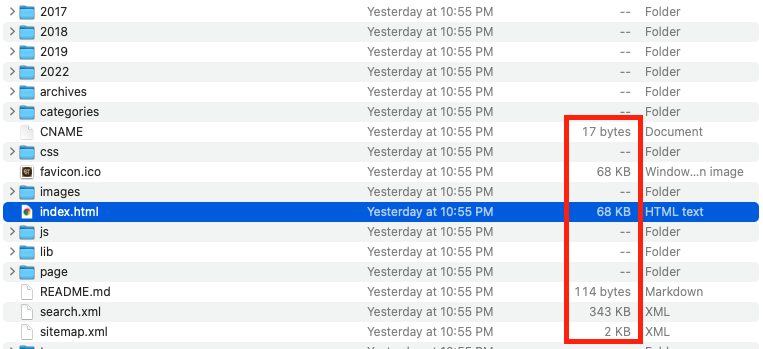 2017 Yesterday at 10:55 PM -- Folder
2018 Yesterday at 10:55 PM -- Folder
2019 Yesterday at 10:55 PM -- Folder
2022 Yesterday at 10:55 PM -- Folder
archives Yesterday at 10:55 PM -- Folder
categories Yesterday at 10:55 PM -- Folder
CNAME Yesterday at 10:55 PM 17 bytes Document
css Yesterday at 10:55 PM -- Folder
favicon.ico Yesterday at 10:55 PM 68 KB Window...n image
images Yesterday at 10:55 PM -- Folder
index.html Yesterday at 10:55 PM 68 KB HTML text
js Yesterday at 10:55 PM -- Folder
lib Yesterday at 10:55 PM -- Folder
page Yesterday at 10:55 PM -- Folder
README.md Yesterday at 10:55 PM 114 bytes Markdown
search.xml Yesterday at 10:55 PM 343 KB XML
sitemap.xml Yesterday at 10:55 PM 2 KB XML